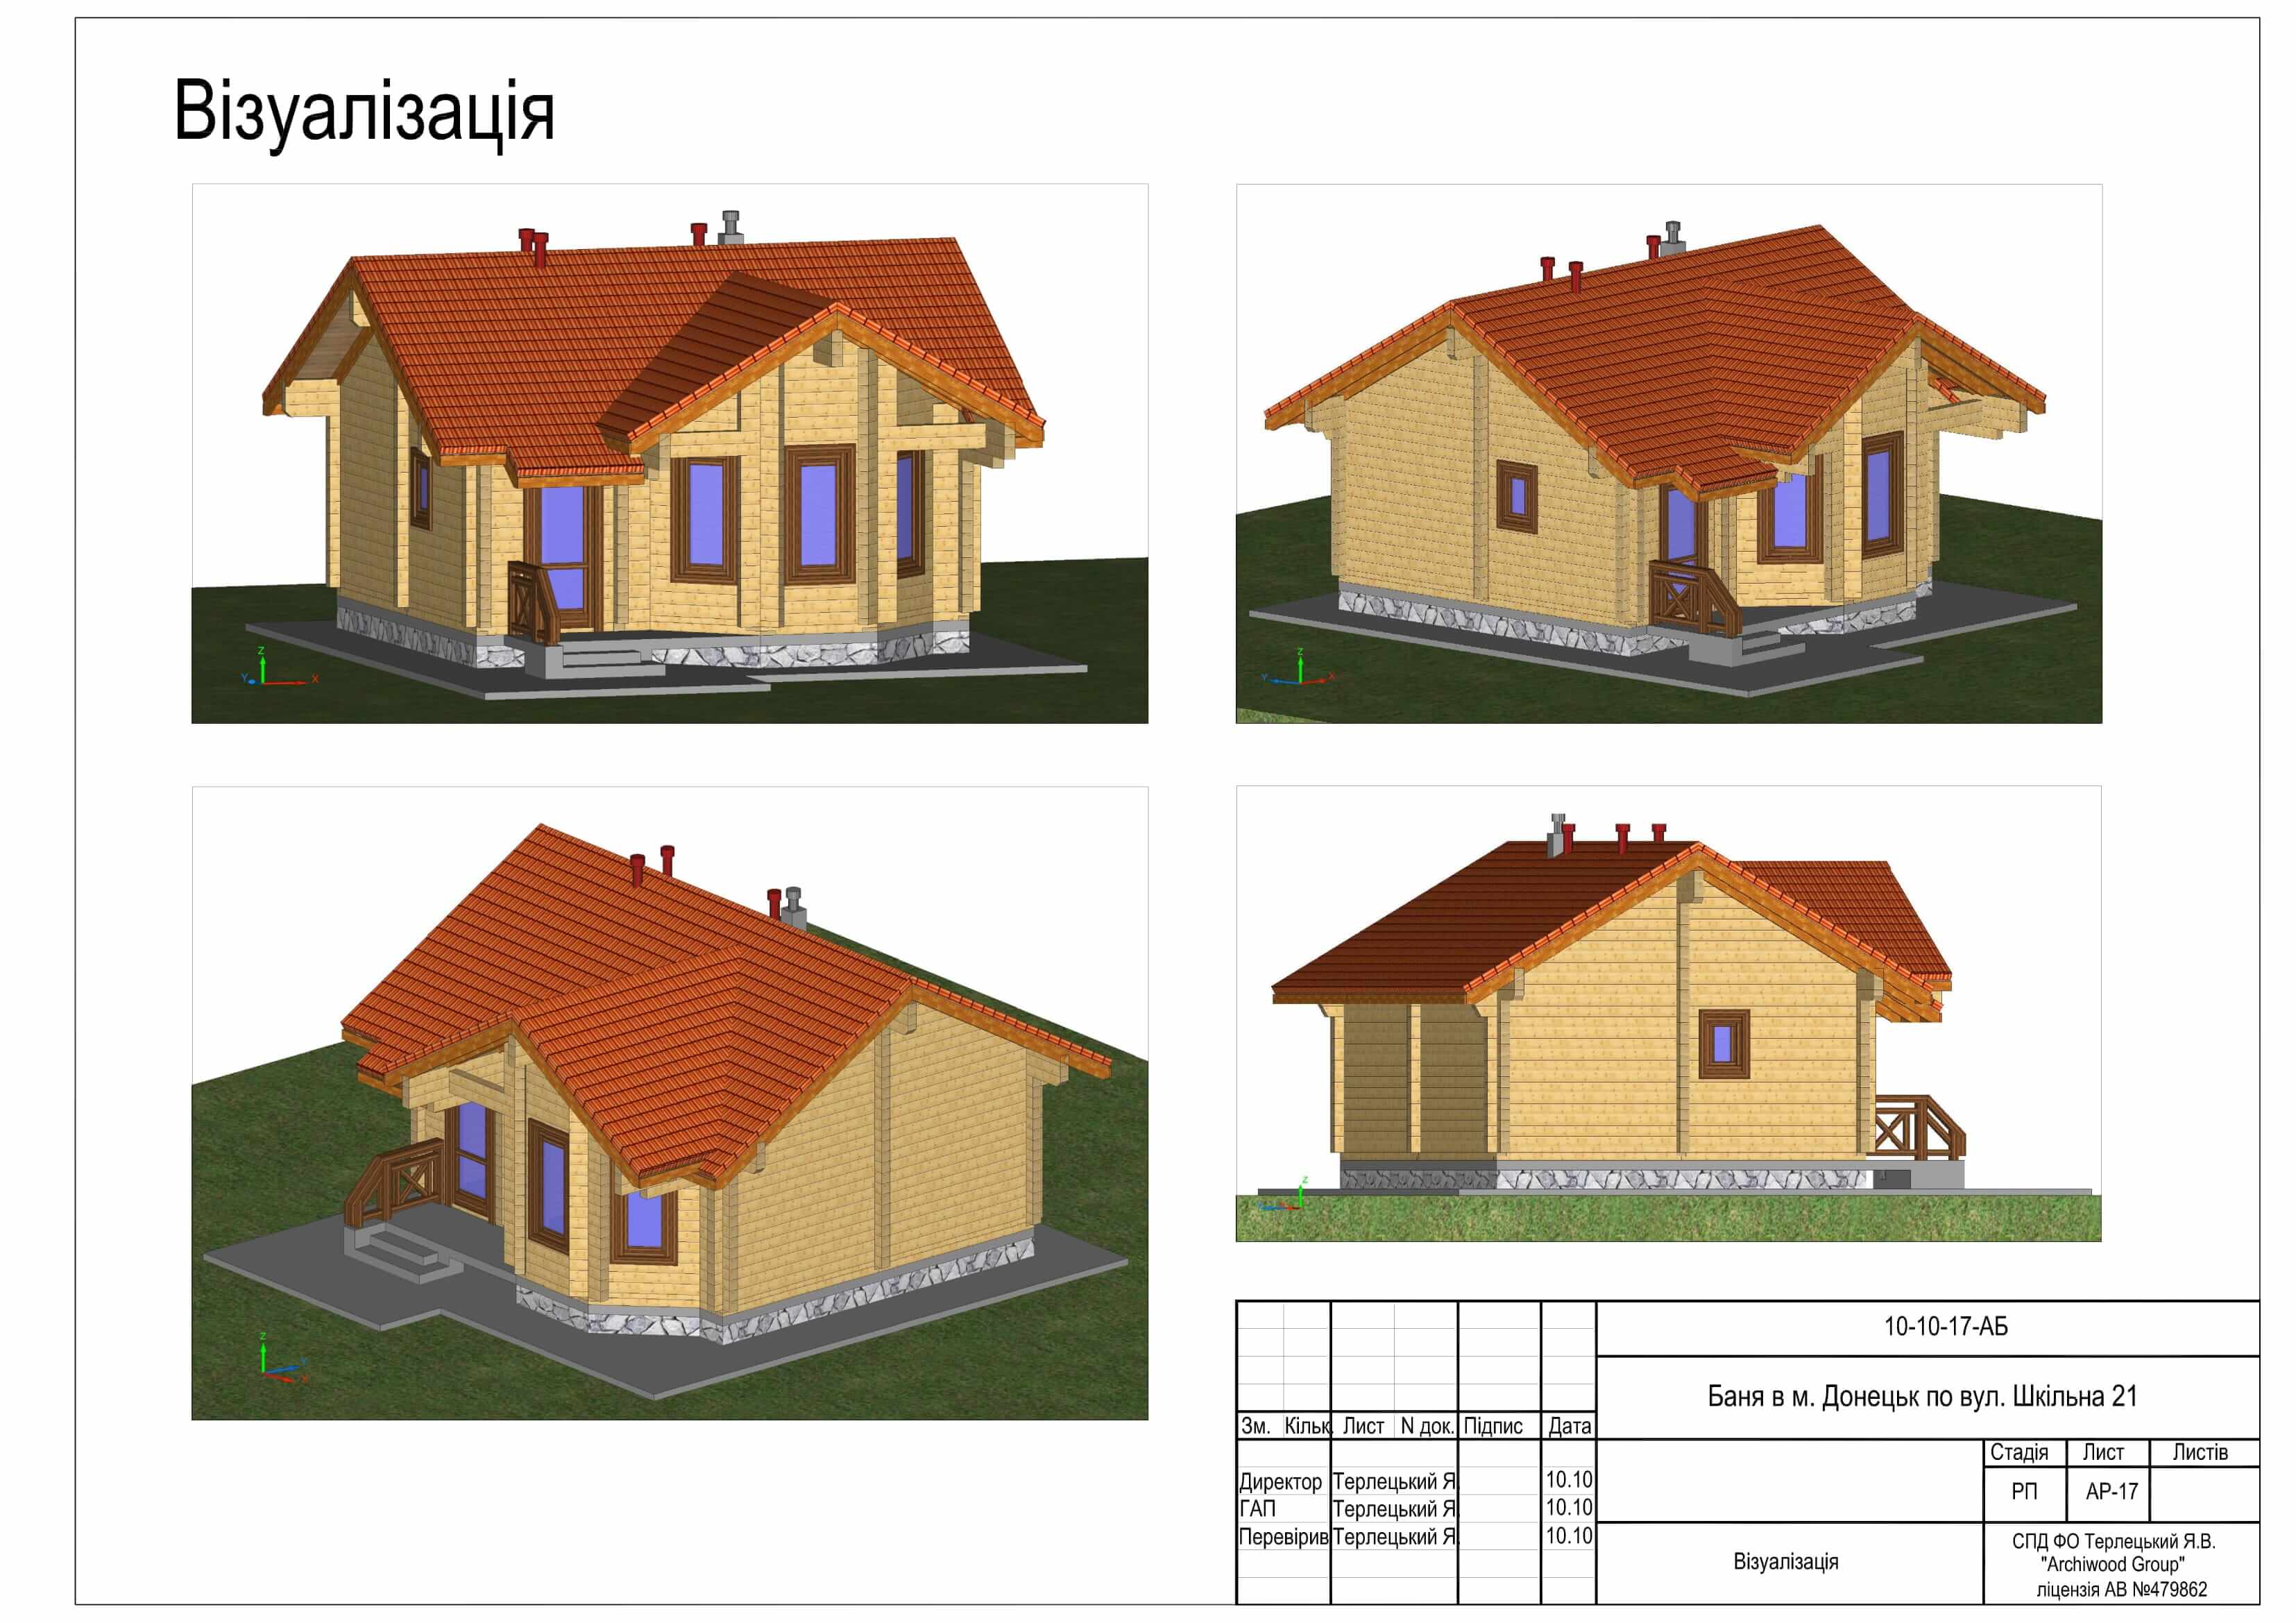 Візуалізація
Z
Y
X
Z
Y
X
Z
Y
X
Z
10-10-17-АБ
Баня в м. Донецьк по вул. Шкільна 21
Зм. Кільк. Лист N док. Підпис Дата
Стадія Лист Листів
Директор Терлецький Я. 10.10
РП АР-17
ГАП Терлецький Я. 10.10
Перевірив Терлецький Я. 10.10
Візуалізація
СПД ФО Терлецький Я.В.
"Archiwood Group"
ліцензія АВ №479862